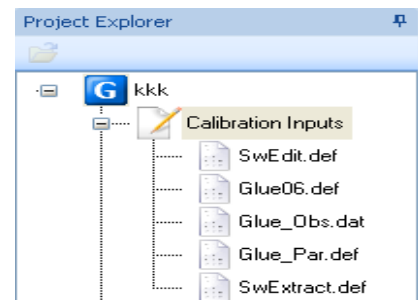 Project Explorer
G kkk
Calibration Inputs
SwEdit.def
Glue06.def
Glue_Obs.dat
Glue_Par.def
SwExtract.def